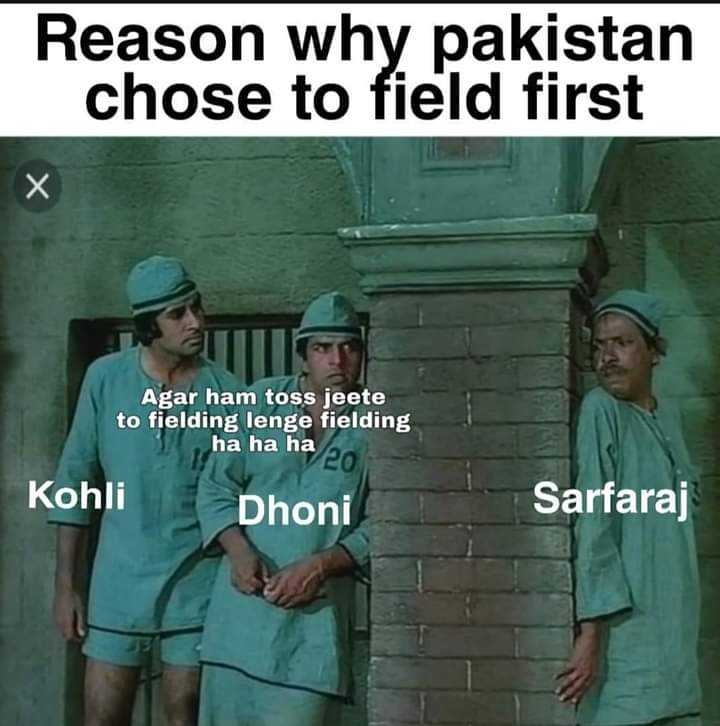 Reason why pakistan
chose to field first
Agar ham toss jeete
to fielding lenge fielding
ha ha ha
20
Kohli
Dhoni
Sarfaraj